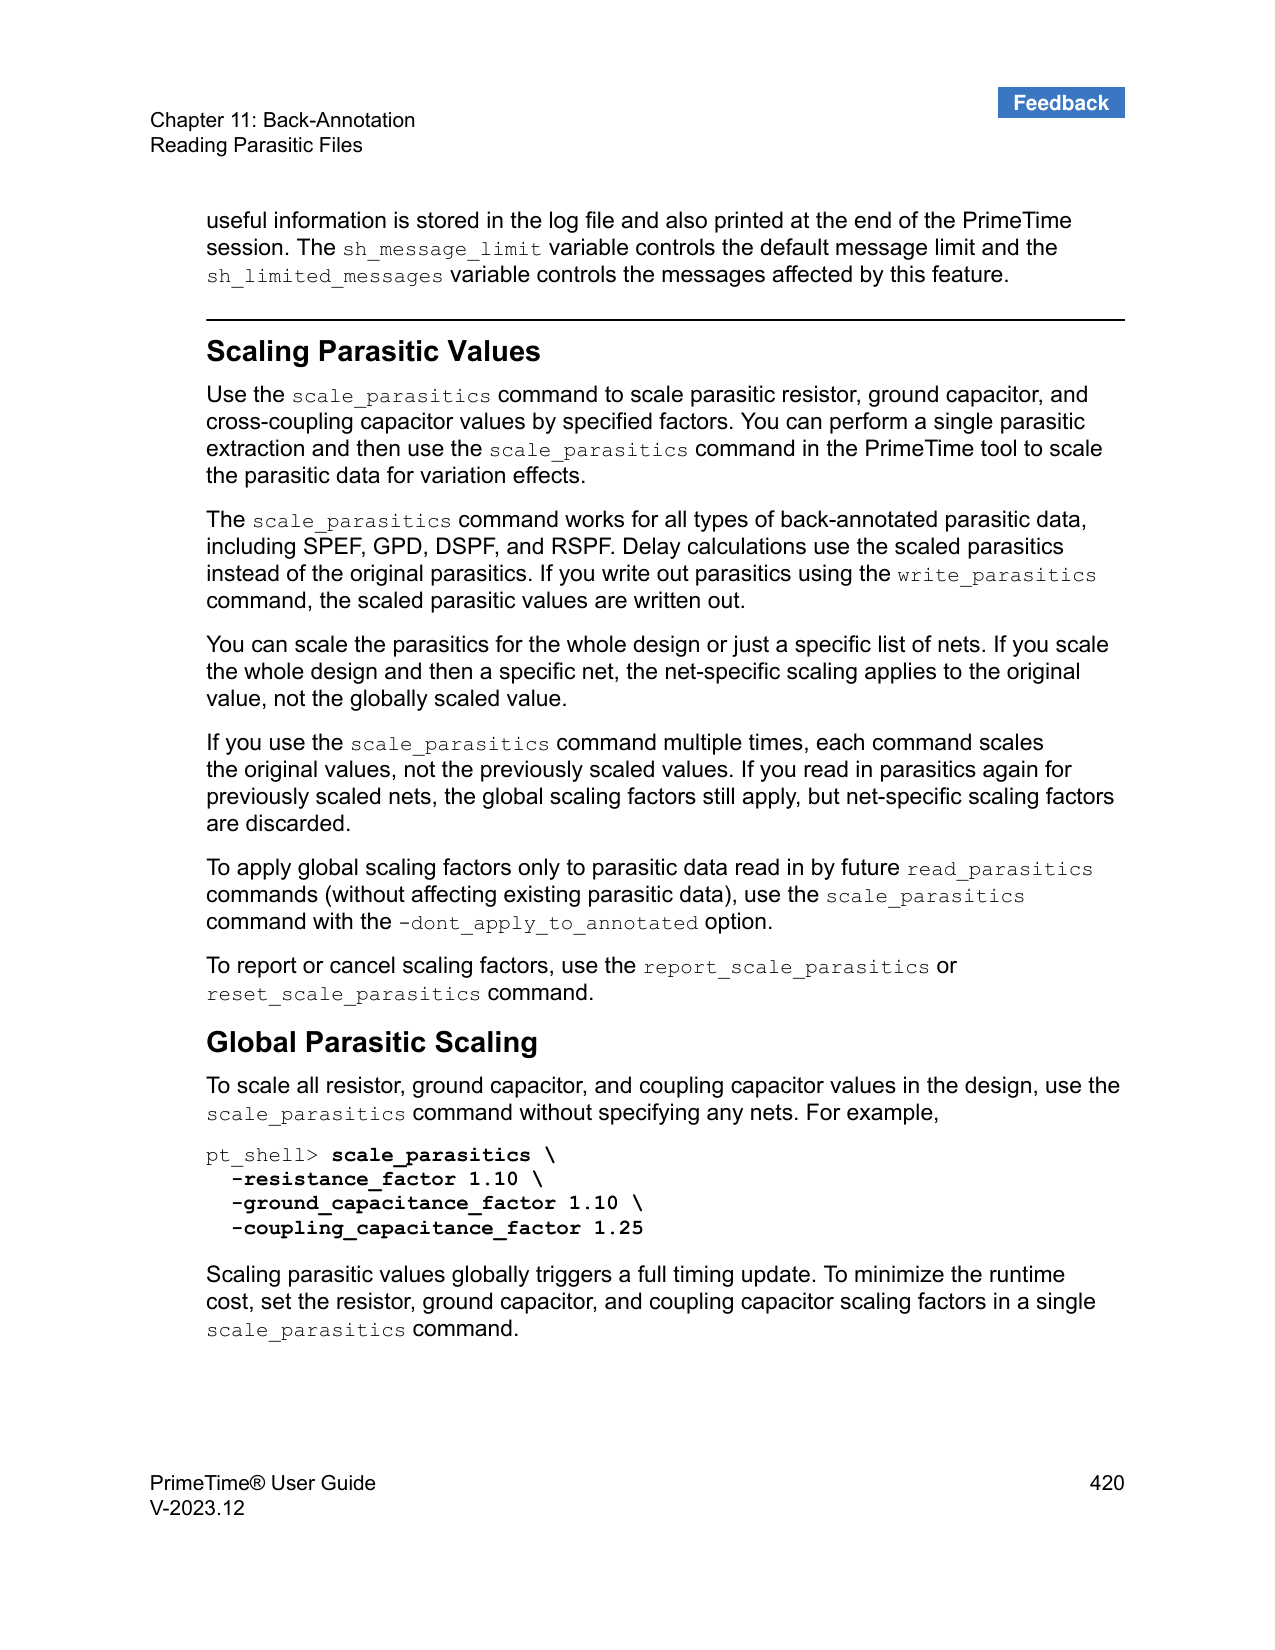 Feedback
Chapter 11: Back-Annotation
Reading Parasitic Files
useful information is stored in the log file and also printed at the end of the PrimeTime
session. The sh_message_limit variable controls the default message limit and the
sh_limited_messages variable controls the messages affected by this feature.
Scaling Parasitic Values
Use the scale_parasitics command to scale parasitic resistor, ground capacitor, and
cross-coupling capacitor values by specified factors. You can perform a single parasitic
extraction and then use the scale_parasitics command in the PrimeTime tool to scale
the parasitic data for variation effects.
The scale_parasitics command works for all types of back-annotated parasitic data,
including SPEF, GPD, DSPF, and RSPF. Delay calculations use the scaled parasitics
instead of the original parasitics. If you write out parasitics using the write_parasitics
command, the scaled parasitic values are written out.
You can scale the parasitics for the whole design or just a specific list of nets. If you scale
the whole design and then a specific net, the net-specific scaling applies to the original
value, not the globally scaled value.
If you use the scale_parasitics command multiple times, each command scales
the original values, not the previously scaled values. If you read in parasitics again for
previously scaled nets, the global scaling factors still apply, but net-specific scaling factors
are discarded.
To apply global scaling factors only to parasitic data read in by future read_parasitics
commands (without affecting existing parasitic data), use the scale_parasitics
command with the -dont_apply_to_annotated option.
To report or cancel scaling factors, use the report_scale_parasitics or
reset_scale_parasitics command.
Global Parasitic Scaling
To scale all resistor, ground capacitor, and coupling capacitor values in the design, use the
scale_parasitics command without specifying any nets. For example,
pt_shell> scale_parasitics \
-resistance_factor 1.10 \
-ground_capacitance_factor 1.10 \
-coupling_capacitance_factor 1.25
Scaling parasitic values globally triggers a full timing update. To minimize the runtime
cost, set the resistor, ground capacitor, and coupling capacitor scaling factors in a single
scale_parasitics command.
PrimeTime® User Guide
V-2023.12
420